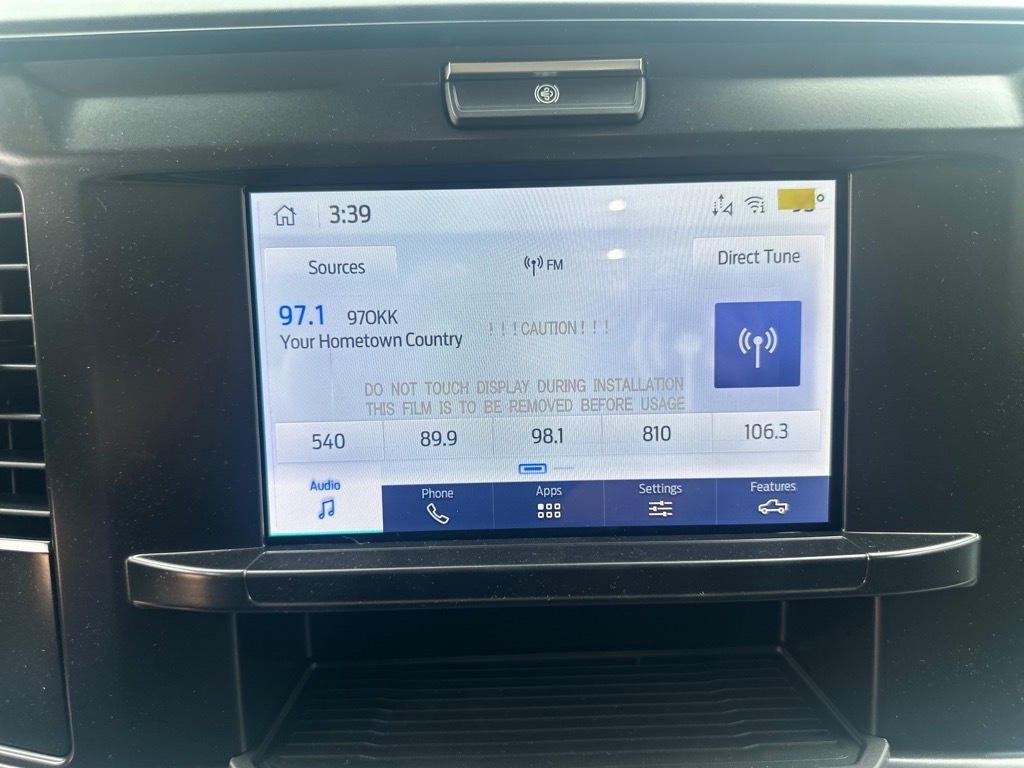 3:39
Sources
FM
Direct Tune
97.1 97OKK
Your Hometown Country
! ! ! CAUTION ! ! !
DO NOT TOUCH DISPLAY DURING INSTALLATION
THIS FILM IS TO BE REMOVED BEFORE USAGE
540 89.9 98.1 810 106.3
Audio Phone Apps Settings Features